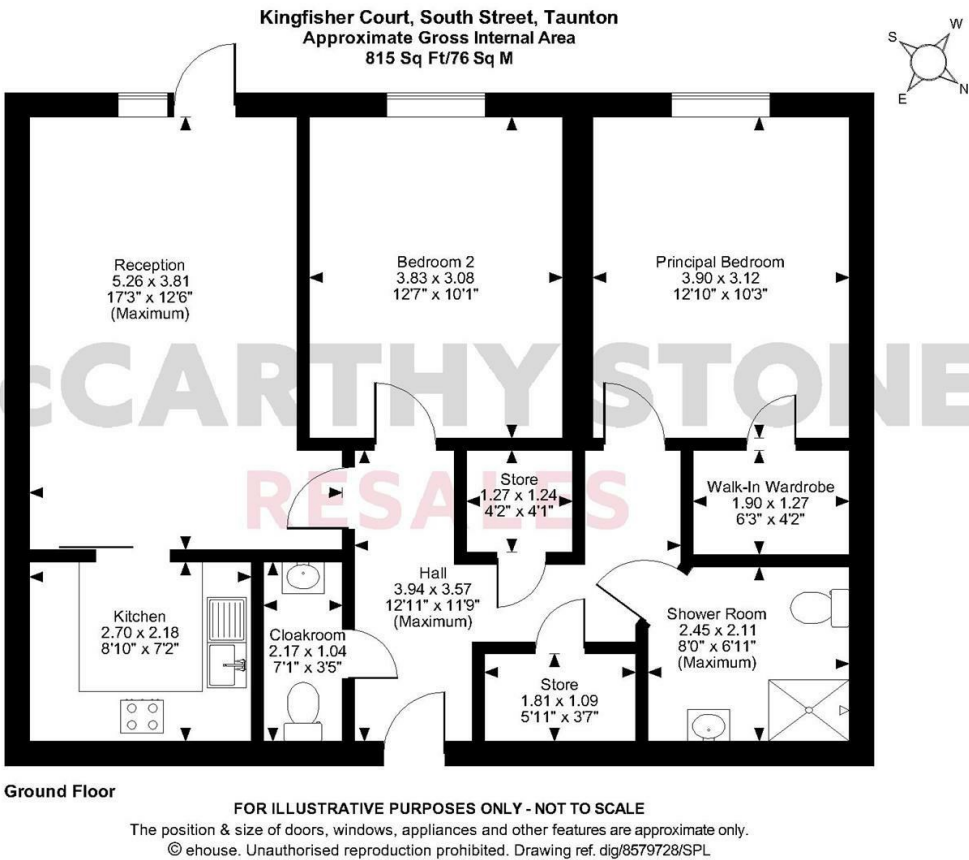 Kingfisher Court, South Street, Taunton
Approximate Gross Internal Area
815 Sq Ft/76 Sq M
W
S
N
E
Reception
5.26 x 3.81
17'3" x 12'6"
(Maximum)
Bedroom 2
3.83 x 3.08
12'7" x 10'1"
Principal Bedroom
3.90 x 3.12
12'10" x 10'3"
cCARTHY STONE
RESALES
Store
1.27 x 1.24
4'2" x 4'1"
Walk-In Wardrobe
1.90 x 1.27
6'3" x 4'2"
Hall
3.94 x 3.57
12'11" x 11'9"
(Maximum)
Kitchen
2.70 x 2.18
8'10" x 7'2"
Cloakroom
2.17 x 1.04
7'1" x 3'5"
Shower Room
2.45 x 2.11
8'0" x 6'11"
(Maximum)
Store
1.81 x 1.09
5'11" x 3'7"
Ground Floor
FOR ILLUSTRATIVE PURPOSES ONLY - NOT TO SCALE
The position & size of doors, windows, appliances and other features are approximate only.
© ehouse. Unauthorised reproduction prohibited. Drawing ref. dig/8579728/SPL